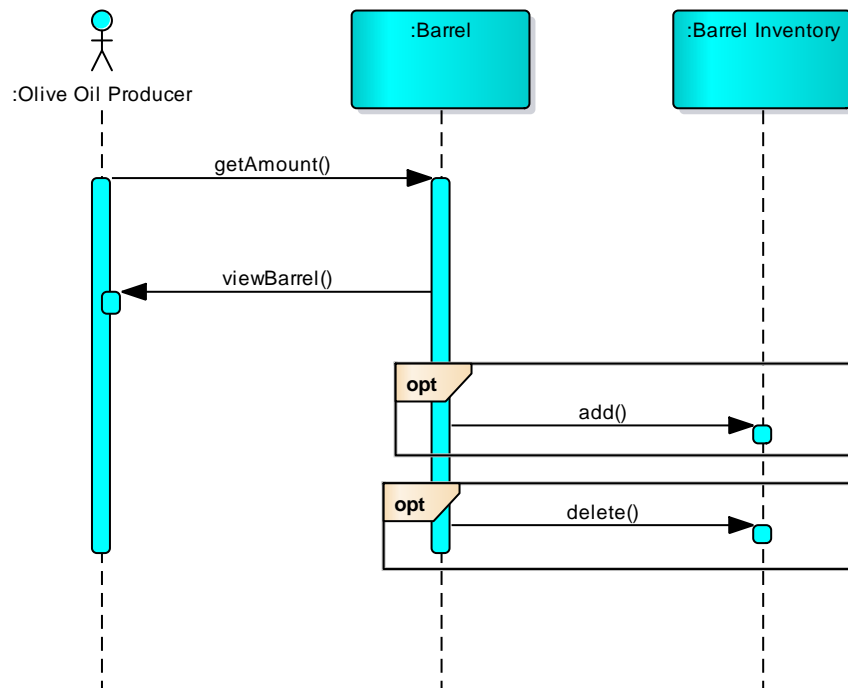 :Barrel
:Barrel Inventory
:Olive Oil Producer
getAmount()
viewBarrel()
opt
add()
opt
delete()